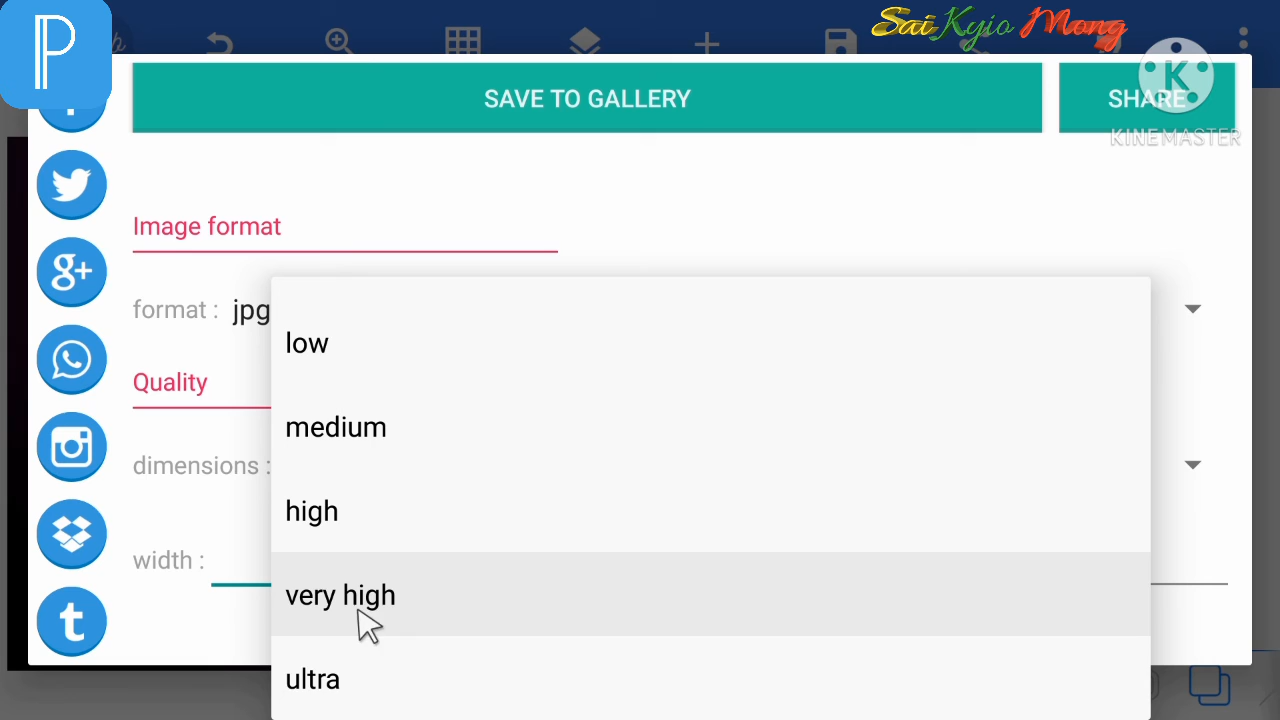 Sai Kyio Mong
SAVE TO GALLERY
SHARE
KINEMASTER
Image format
format : jpg
Quality
dimensions :
width :
low
medium
high
very high
ultra